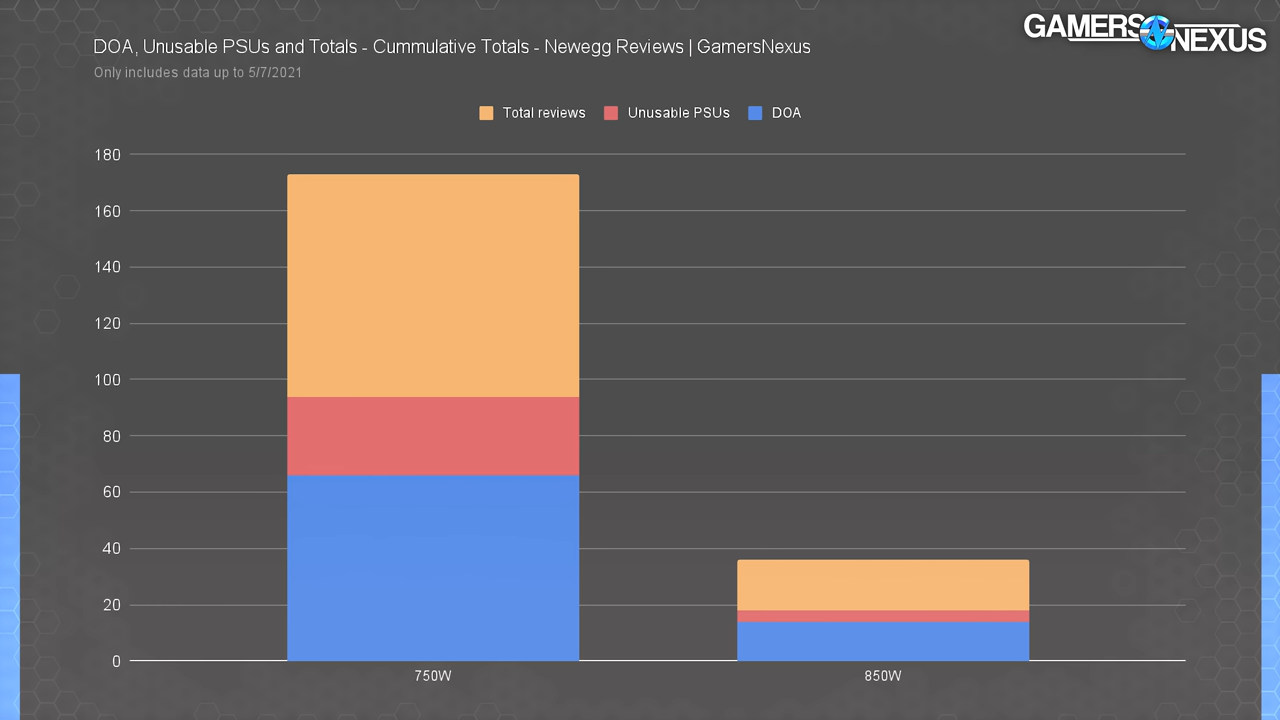 GAMERS NEXUS
DOA, Unusable PSUs and Totals - Cummulative Totals - Newegg Reviews | GamersNexus
Only includes data up to 5/7/2021
Total reviews Unusable PSUs DOA
180
160
140
120
100
80
60
40
20
0
750W 850W